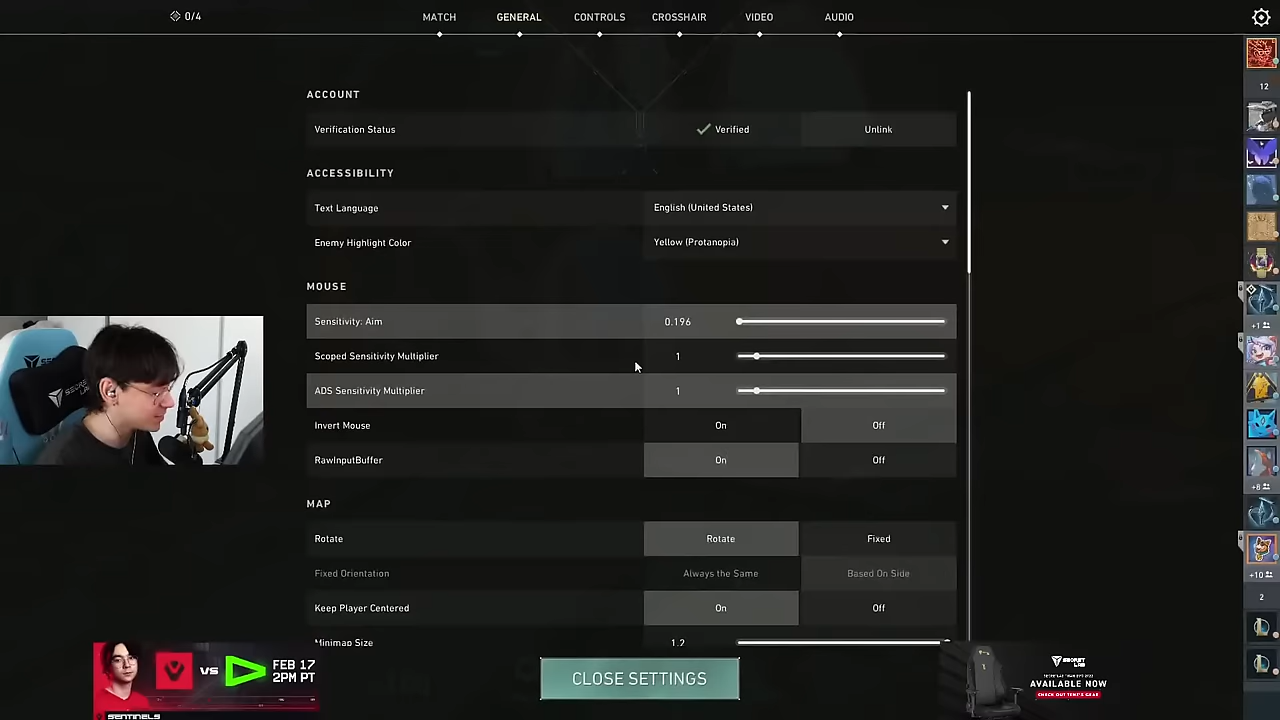 0/4
MATCH GENERAL CONTROLS CROSSHAIR VIDEO AUDIO
ACCOUNT
Verification Status Verified Unlink
ACCESSIBILITY
Text Language English (United States)
Enemy Highlight Color Yellow (Protanopia)
MOUSE
Sensitivity: Aim 0.196
Scoped Sensitivity Multiplier 1
ADS Sensitivity Multiplier 1
Invert Mouse On Off
RawInputBuffer On Off
MAP
Rotate Rotate Fixed
Fixed Orientation Always the Same Based On Side
Keep Player Centered On Off
Minimap Size 1.2
CLOSE SETTINGS
12
+1
+8
+10
2
VS
FEB 17
2PM PT
SENTINELS
SECRET
LAB
AVAILABLE NOW